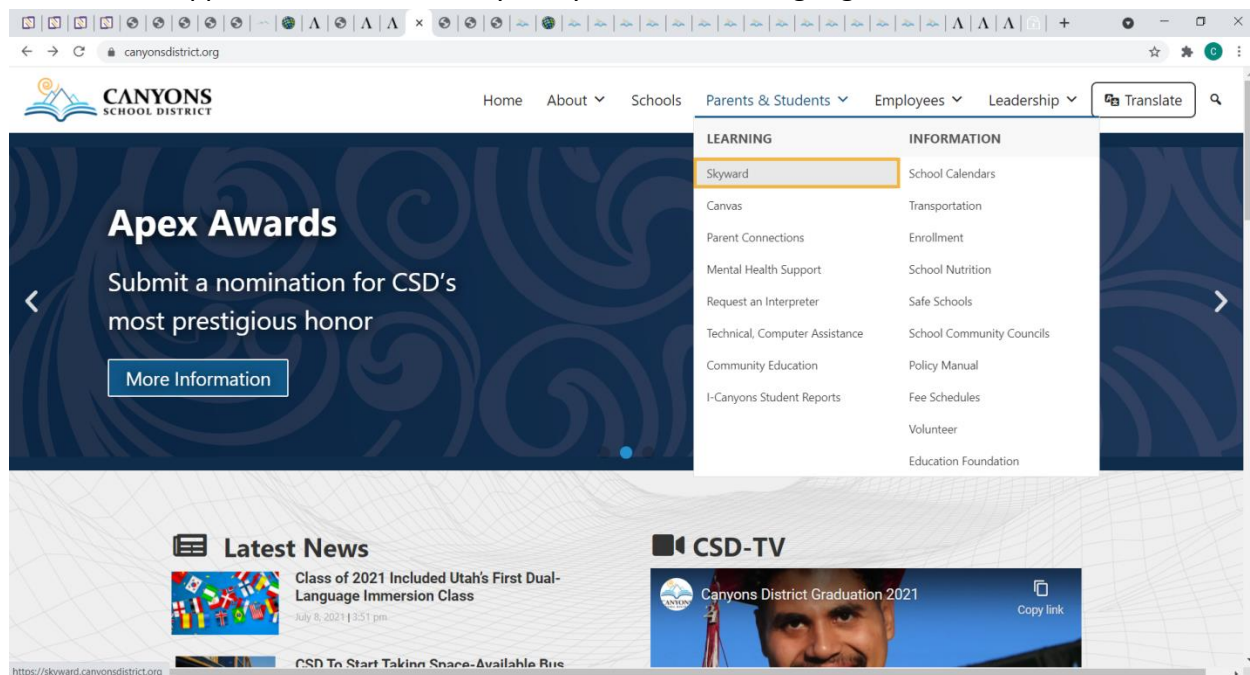 canyonsdistrict.org
CANYONS
SCHOOL DISTRICT
Home About Schools Parents & Students Employees Leadership Translate
LEARNING
Skyward
Canvas
Parent Connections
Mental Health Support
Request an Interpreter
Technical, Computer Assistance
Community Education
I-Canyons Student Reports
INFORMATION
School Calendars
Transportation
Enrollment
School Nutrition
Safe Schools
School Community Councils
Policy Manual
Fee Schedules
Volunteer
Education Foundation
Apex Awards
Submit a nomination for CSD's
most prestigious honor
More Information
Latest News
Class of 2021 Included Utah's First Dual-
Language Immersion Class
July 8, 2021 | 3:51 pm
CSD To Start Taking Space-Available Bus
CSD-TV
Canyons District Graduation 2021
Copy link
https://skyward.canyonsdistrict.org